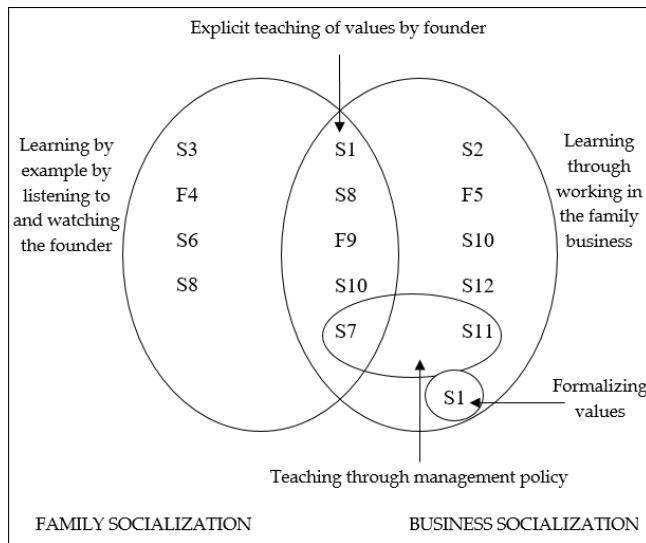 Explicit teaching of values by founder
Learning by
example by
listening to
and watching
the founder
S3
F4
S6
S8
S1
S8
F9
S10
S7
S2
F5
S10
S12
S11
S1
Learning
through
working in
the family
business
Formalizing
values
Teaching through management policy
FAMILY SOCIALIZATION
BUSINESS SOCIALIZATION